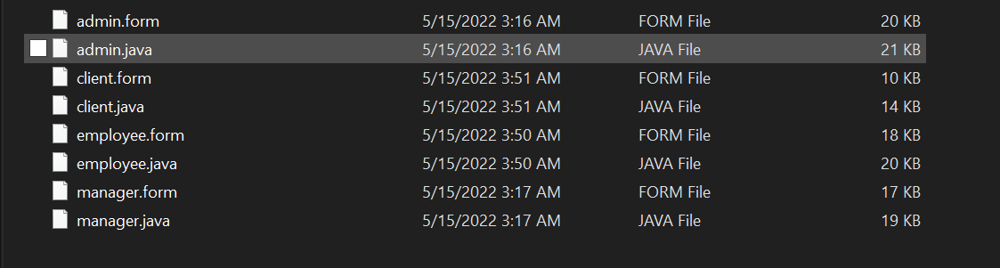 admin.form 5/15/2022 3:16 AM FORM File 20 KB
admin.java 5/15/2022 3:16 AM JAVA File 21 KB
client.form 5/15/2022 3:51 AM FORM File 10 KB
client.java 5/15/2022 3:51 AM JAVA File 14 KB
employee.form 5/15/2022 3:50 AM FORM File 18 KB
employee.java 5/15/2022 3:50 AM JAVA File 20 KB
manager.form 5/15/2022 3:17 AM FORM File 17 KB
manager.java 5/15/2022 3:17 AM JAVA File 19 KB